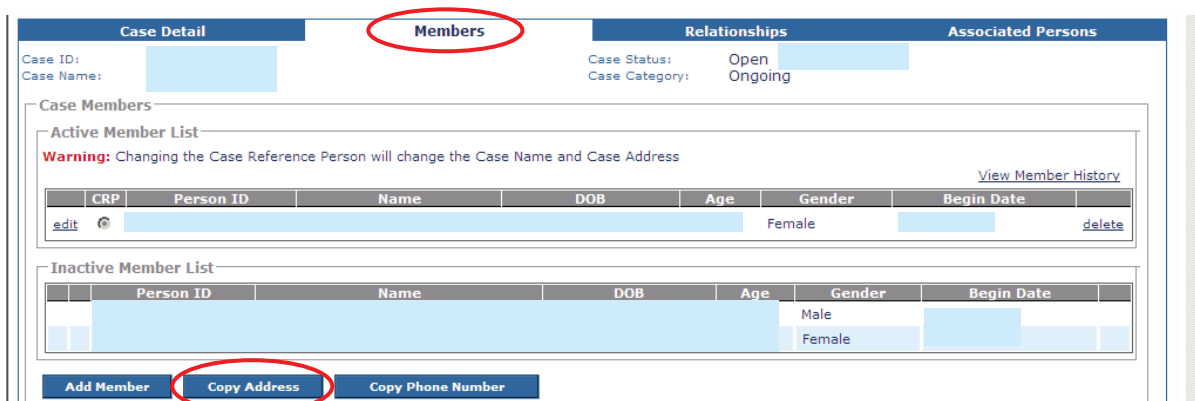 Case Detail Members Relationships Associated Persons
Case ID: Case Status: Open
Case Name: Case Category: Ongoing
Case Members
Active Member List
Warning: Changing the Case Reference Person will change the Case Name and Case Address
View Member History
CRP Person ID Name DOB Age Gender Begin Date
edit Female delete
Inactive Member List
Person ID Name DOB Age Gender Begin Date
Male
Female
Add Member Copy Address Copy Phone Number